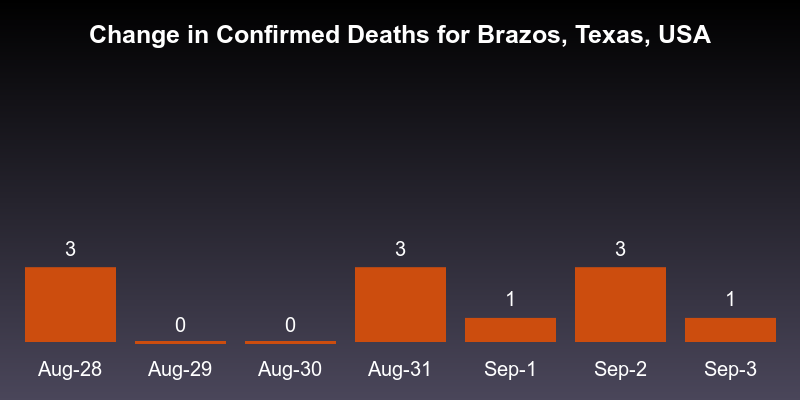 Change in Confirmed Deaths for Brazos, Texas, USA
3
0
0
3
1
3
1
Aug-28
Aug-29
Aug-30
Aug-31
Sep-1
Sep-2
Sep-3